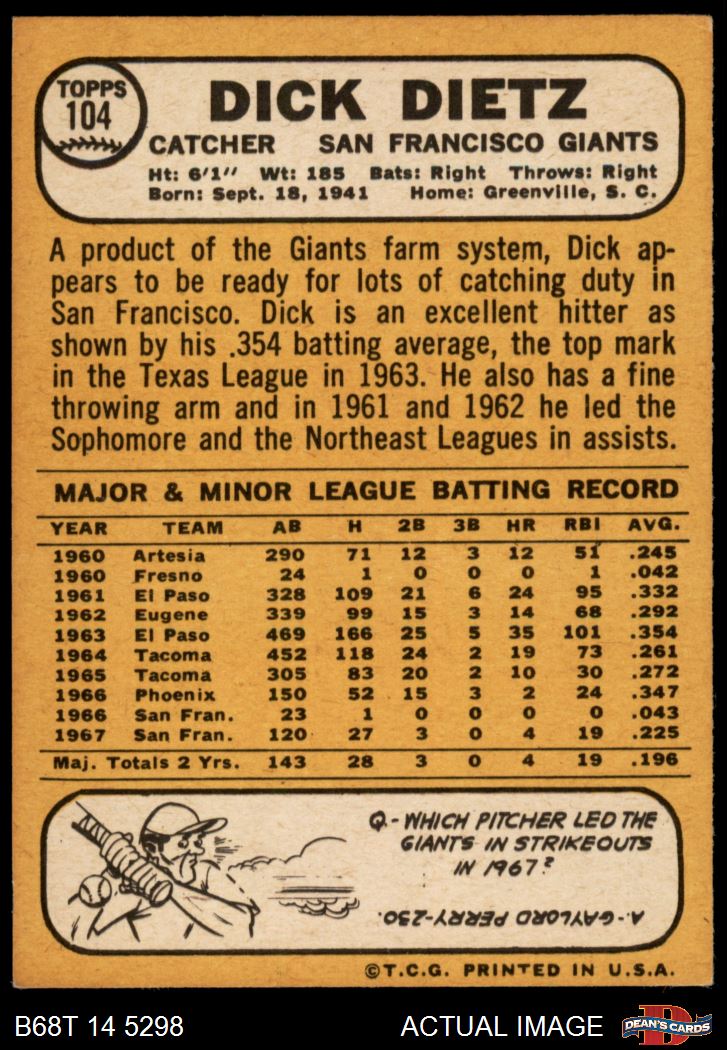 TOPPS
104
DICK DIETZ
CATCHER SAN FRANCISCO GIANTS
Ht: 6'1" Wt: 185 Bats: Right Throws: Right
Born: Sept. 18, 1941 Home: Greenville, S. C.
A product of the Giants farm system, Dick ap-
pears to be ready for lots of catching duty in
San Francisco. Dick is an excellent hitter as
shown by his .354 batting average, the top mark
in the Texas League in 1963. He also has a fine
throwing arm and in 1961 and 1962 he led the
Sophomore and the Northeast Leagues in assists.
MAJOR & MINOR LEAGUE BATTING RECORD
YEAR TEAM AB H 2B 3B HR RBI AVG.
1960 Artesia 290 71 12 3 12 51 .245
1960 Fresno 24 1 0 0 0 1 .042
1961 El Paso 328 109 21 6 24 95 .332
1962 Eugene 339 99 15 3 14 68 .292
1963 El Paso 469 166 25 5 35 101 .354
1964 Tacoma 452 118 24 2 19 73 .261
1965 Tacoma 305 83 20 2 10 30 .272
1966 Phoenix 150 52 15 3 2 24 .347
1966 San Fran. 23 1 0 0 0 0 .043
1967 San Fran. 120 27 3 0 4 19 .225
Maj. Totals 2 Yrs. 143 28 3 0 4 19 .196
Q.- WHICH PITCHER LED THE
GIANTS IN STRIKEOUTS
IN 1967?
A.- GAYLORD PERRY-230.
©T.C.G. PRINTED IN U.S.A.
B68T 14 5298 ACTUAL IMAGE
D
DEAN'S CARDS